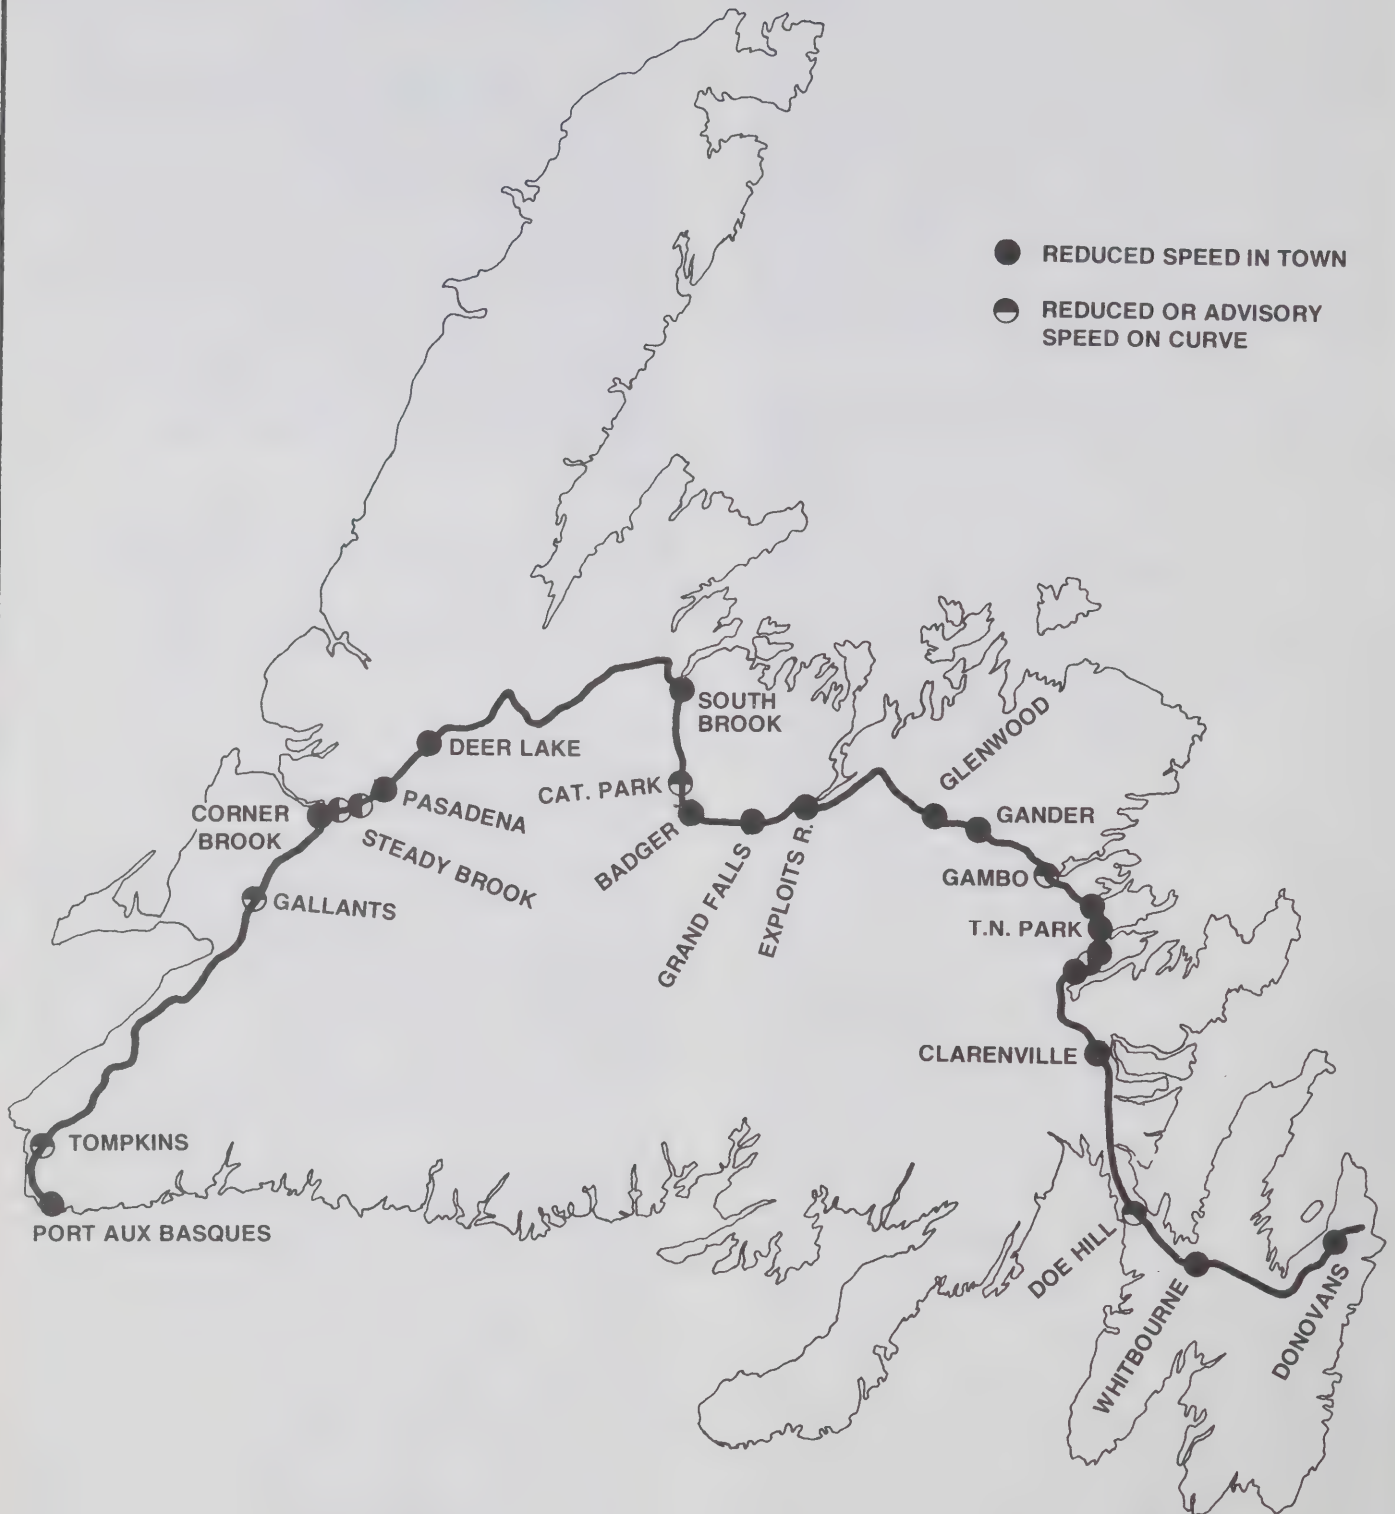 REDUCED SPEED IN TOWN
REDUCED OR ADVISORY
SPEED ON CURVE
SOUTH
BROOK
DEER LAKE
CAT. PARK
PASADENA
CORNER
BROOK
STEADY BROOK
GALLANTS
BADGER
GRAND FALLS
EXPLOITS R.
GLENWOOD
GANDER
GAMBO
T.N. PARK
CLARENVILLE
TOMPKINS
PORT AUX BASQUES
DOE HILL
WHITBOURNE
DONOVANS